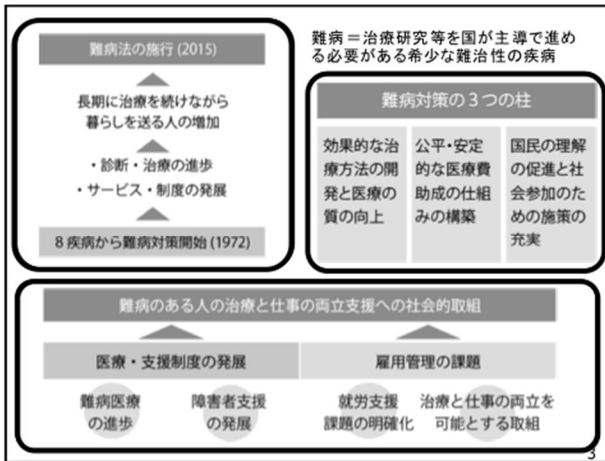 難病法の施行(2015)
長期に治療を続けながら
暮らしを送る人の増加
・診断・治療の進歩
・サービス・制度の発展
8疾病から難病対策開始(1972)
難病＝治療研究等を国が主導で進め
る必要がある希少な難治性の疾病
難病対策の3つの柱
効果的な治
療方法の開
発と医療の
質の向上
公平・安定
的な医療費
助成の仕組
みの構築
国民の理解
の促進と社
会参加のた
めの施策の
充実
難病のある人の治療と仕事の両立支援への社会的取組
医療・支援制度の発展
雇用管理の課題
難病医療
の進歩
障害者支援
の発展
就労支援
課題の明確化
治療と仕事の両立を
可能とする取組
3